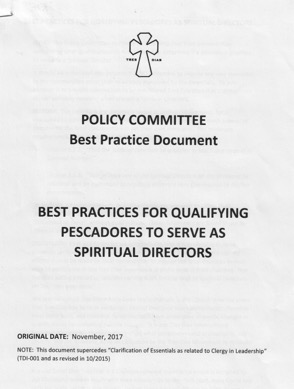 TRES DIAS
POLICY COMMITTEE
Best Practice Document
BEST PRACTICES FOR QUALIFYING
PESCADORES TO SERVE AS
SPIRITUAL DIRECTORS
ORIGINAL DATE: November, 2017
NOTE: This document supercedes "Clarification of Essentials as related to Clergy in Leadership"
(TDI-001 and as revised in 10/2015)